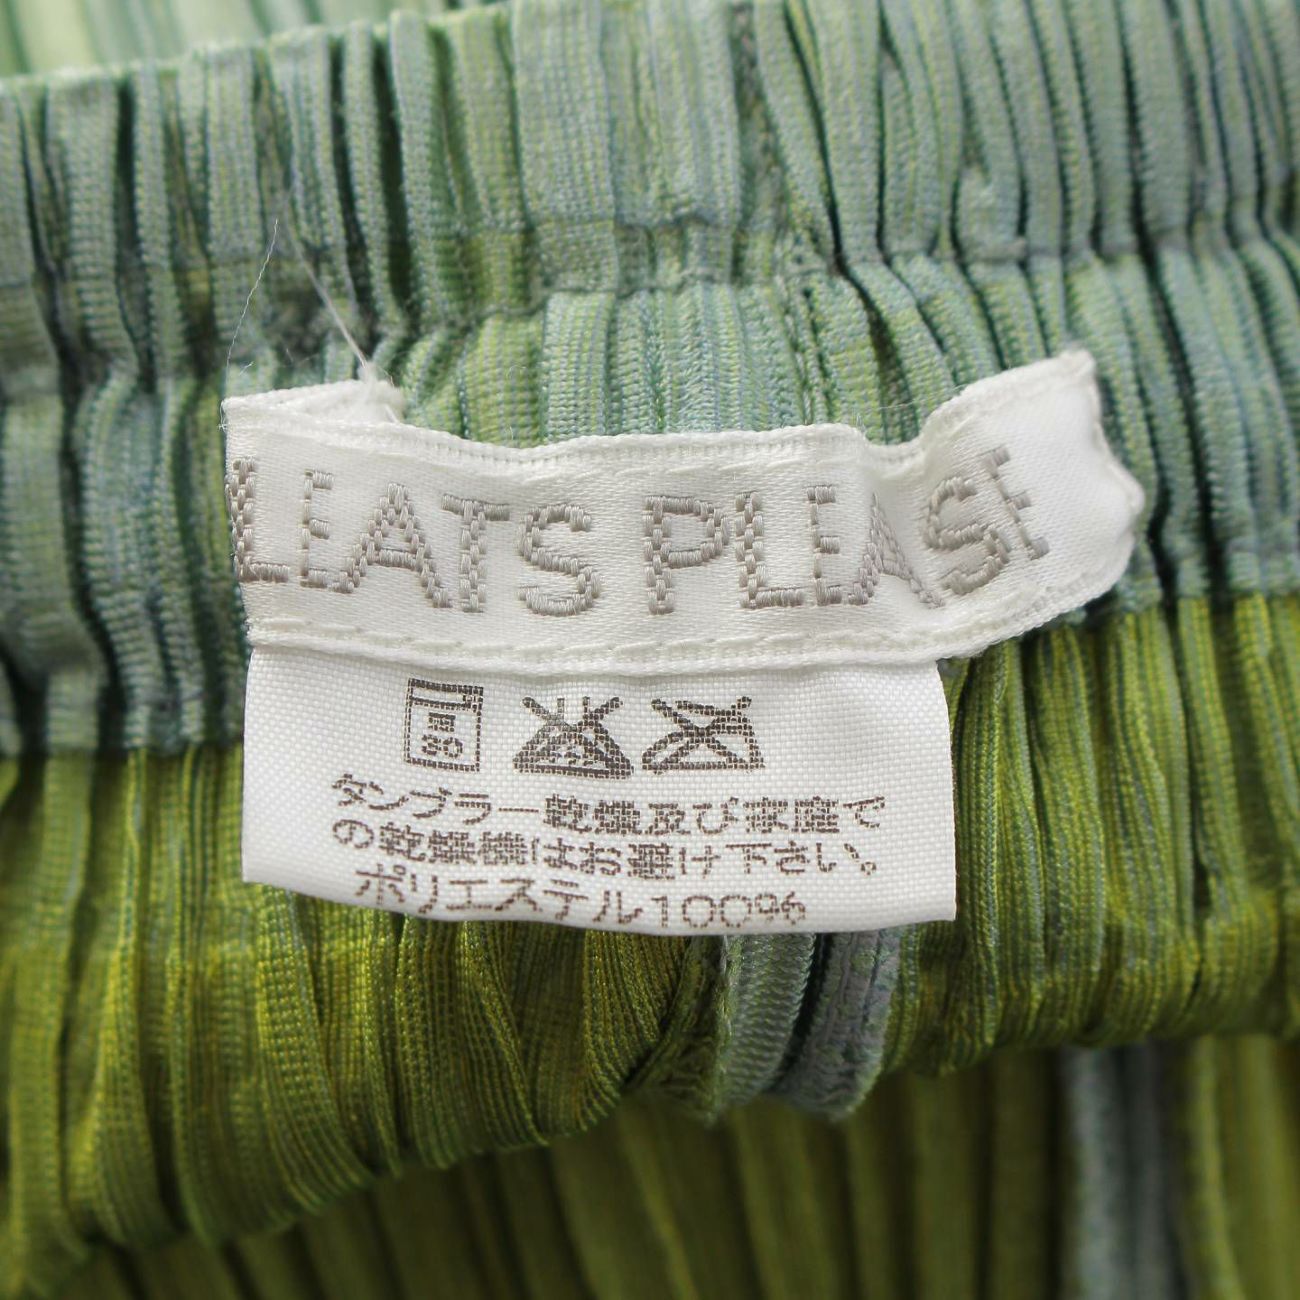 LEATS PLEASE
30
タンブラー乾燥及び家庭で
の乾燥機はお避け下さい。
ポリエステル100%